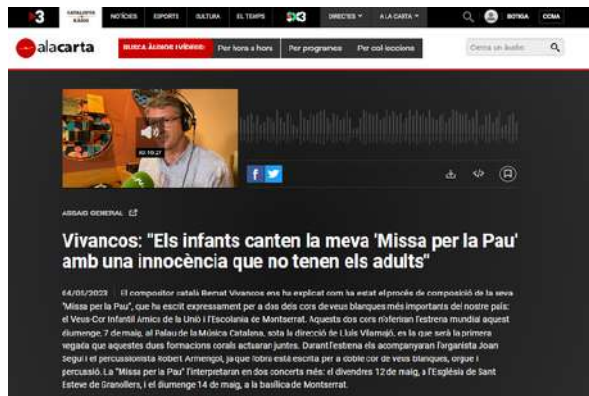 3 CATALUNYA RÀDIO NOTÍCIES ESPORTS CULTURA EL TEMPS SX3 DIRECTES A LA CARTA BOTIGA CCMA
alacarta BUSCA ÀUDIOS (VÍDEOS) Per hora a hora Per programes Per col·leccions Cerca un àudio
ASSAIG GENERAL
Vivancos: "Els infants canten la meva 'Missa per la Pau'
amb una innocència que no tenen els adults"
04/05/2023 El compositor català Bernat Vivancos ens ha explicat com ha estat el procés de composició de la seva
"Missa per la Pau", que ha escrit expressament per a dos dels cors de veus blanques més importants del nostre país:
el Veus-Cor Infantil Amics de la Unió i l'Escolania de Montserrat. Aquests dos cors n'oferiran l'estrena mundial aquest
diumenge, 7 de maig, al Palau de la Música Catalana, sota la direcció de Lluís Vilamajó, en la que serà la primera
vegada que aquestes dues formacions corals actuaran juntes. Durant l'estrena els acompanyaran l'organista Joan
Seguí i el percussionista Robert Armengol, ja que l'obra està escrita per a doble cor de veus blanques, orgue i
percussió. La "Missa per la Pau" l'interpretaran en dos concerts més: el divendres 12 de maig, a l'Església de Sant
Esteve de Granollers, i el diumenge 14 de maig, a la basílica de Montserrat.